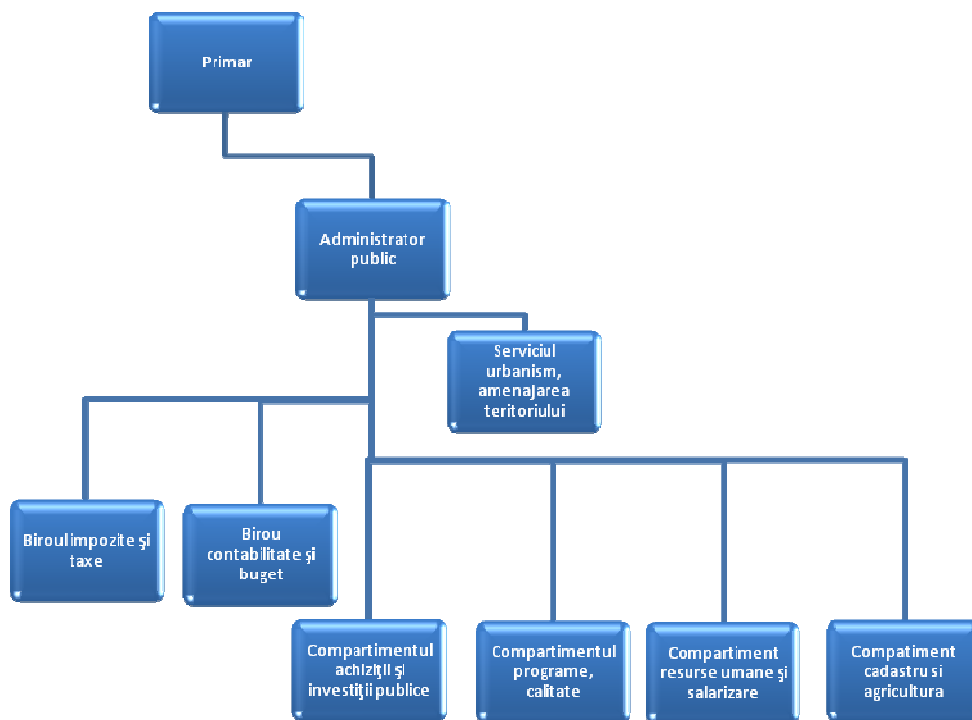 Primar
Administrator
public
Serviciul
urbanism,
amenajarea
teritoriului
Biroul impozite şi
taxe
Birou
contabilitate şi
buget
Compartimentul
achiziţii şi
investiţii publice
Compartimentul
programe,
calitate
Compartiment
resurse umane şi
salarizare
Compatiment
cadastru si
agricultura